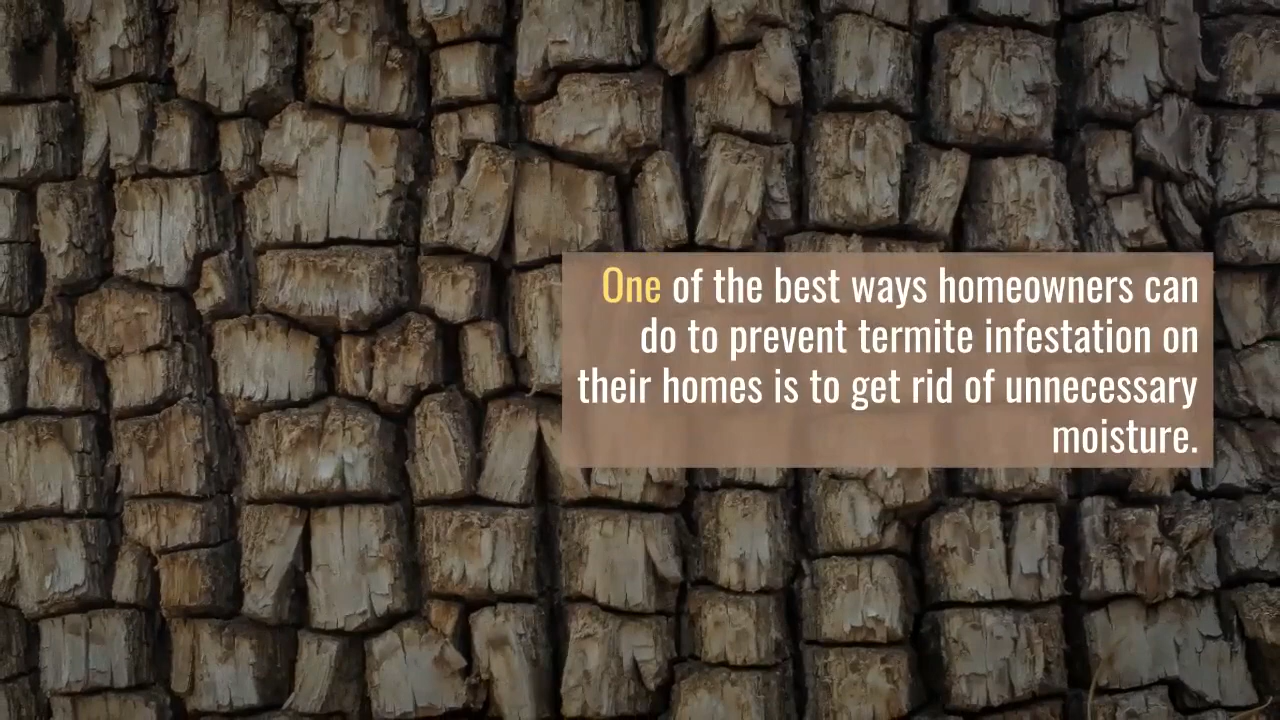 One of the best ways homeowners can
do to prevent termite infestation on
their homes is to get rid of unnecessary
moisture.